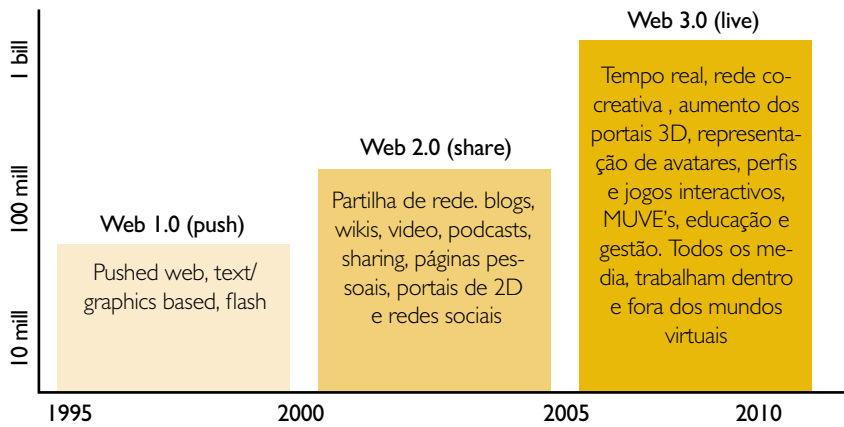 1 bill
100 mill
10 mill
Web 1.0 (push)
Pushed web, text/
graphics based, flash
Web 2.0 (share)
Partilha de rede. blogs,
wikis, video, podcasts,
sharing, páginas pes-
soais, portais de 2D
e redes sociais
Web 3.0 (live)
Tempo real, rede co-
creativa , aumento dos
portais 3D, representa-
ção de avatares, perfis
e jogos interactivos,
MUVE's, educação e
gestão. Todos os me-
dia, trabalham dentro
e fora dos mundos
virtuais
1995
2000
2005
2010